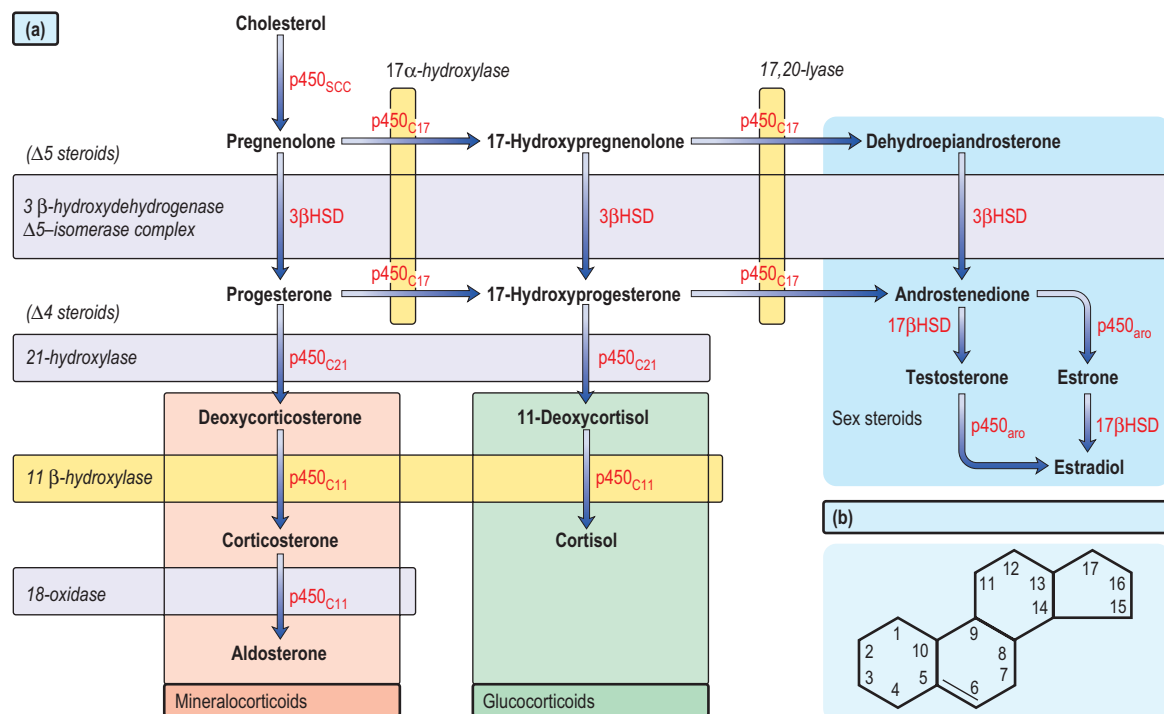 (a)
Cholesterol
p450SCC
17α-hydroxylase
17,20-lyase
p450C17
p450C17
Pregnenolone
17-Hydroxypregnenolone
Dehydroepiandrosterone
(Δ5 steroids)
3 β-hydroxydehydrogenase
Δ5–isomerase complex
3βHSD
3βHSD
3βHSD
p450C17
p450C17
Progesterone
17-Hydroxyprogesterone
Androstenedione
(Δ4 steroids)
17βHSD
p450aro
21-hydroxylase
p450C21
p450C21
Testosterone
Estrone
Deoxycorticosterone
11-Deoxycortisol
Sex steroids
p450aro
17βHSD
11 β-hydroxylase
p450C11
p450C11
Estradiol
Corticosterone
Cortisol
18-oxidase
p450C11
Aldosterone
Mineralocorticoids
Glucocorticoids
(b)
12
17
11
13
16
14
15
1
9
2
10
8
3
5
7
4
6